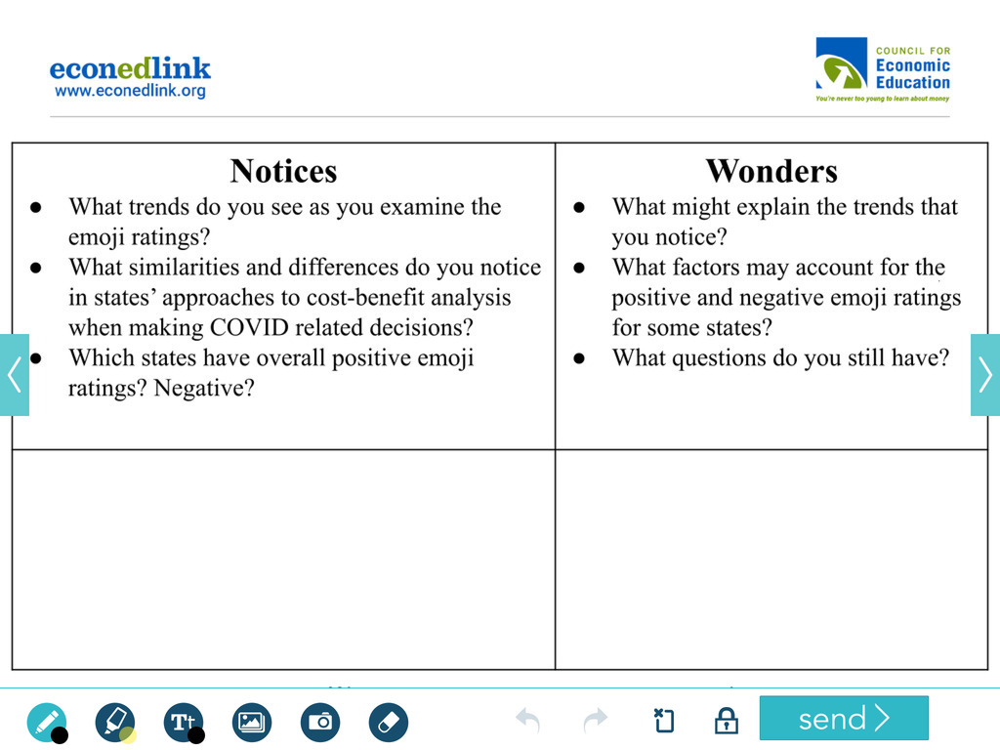 econedlink
www.econedlink.org
COUNCIL FOR
Economic
Education
You're never too young to learn about money
Notices
● What trends do you see as you examine the
emoji ratings?
● What similarities and differences do you notice
in states' approaches to cost-benefit analysis
when making COVID related decisions?
● Which states have overall positive emoji
ratings? Negative?
Wonders
● What might explain the trends that
you notice?
● What factors may account for the
positive and negative emoji ratings
for some states?
● What questions do you still have?
Tt
send